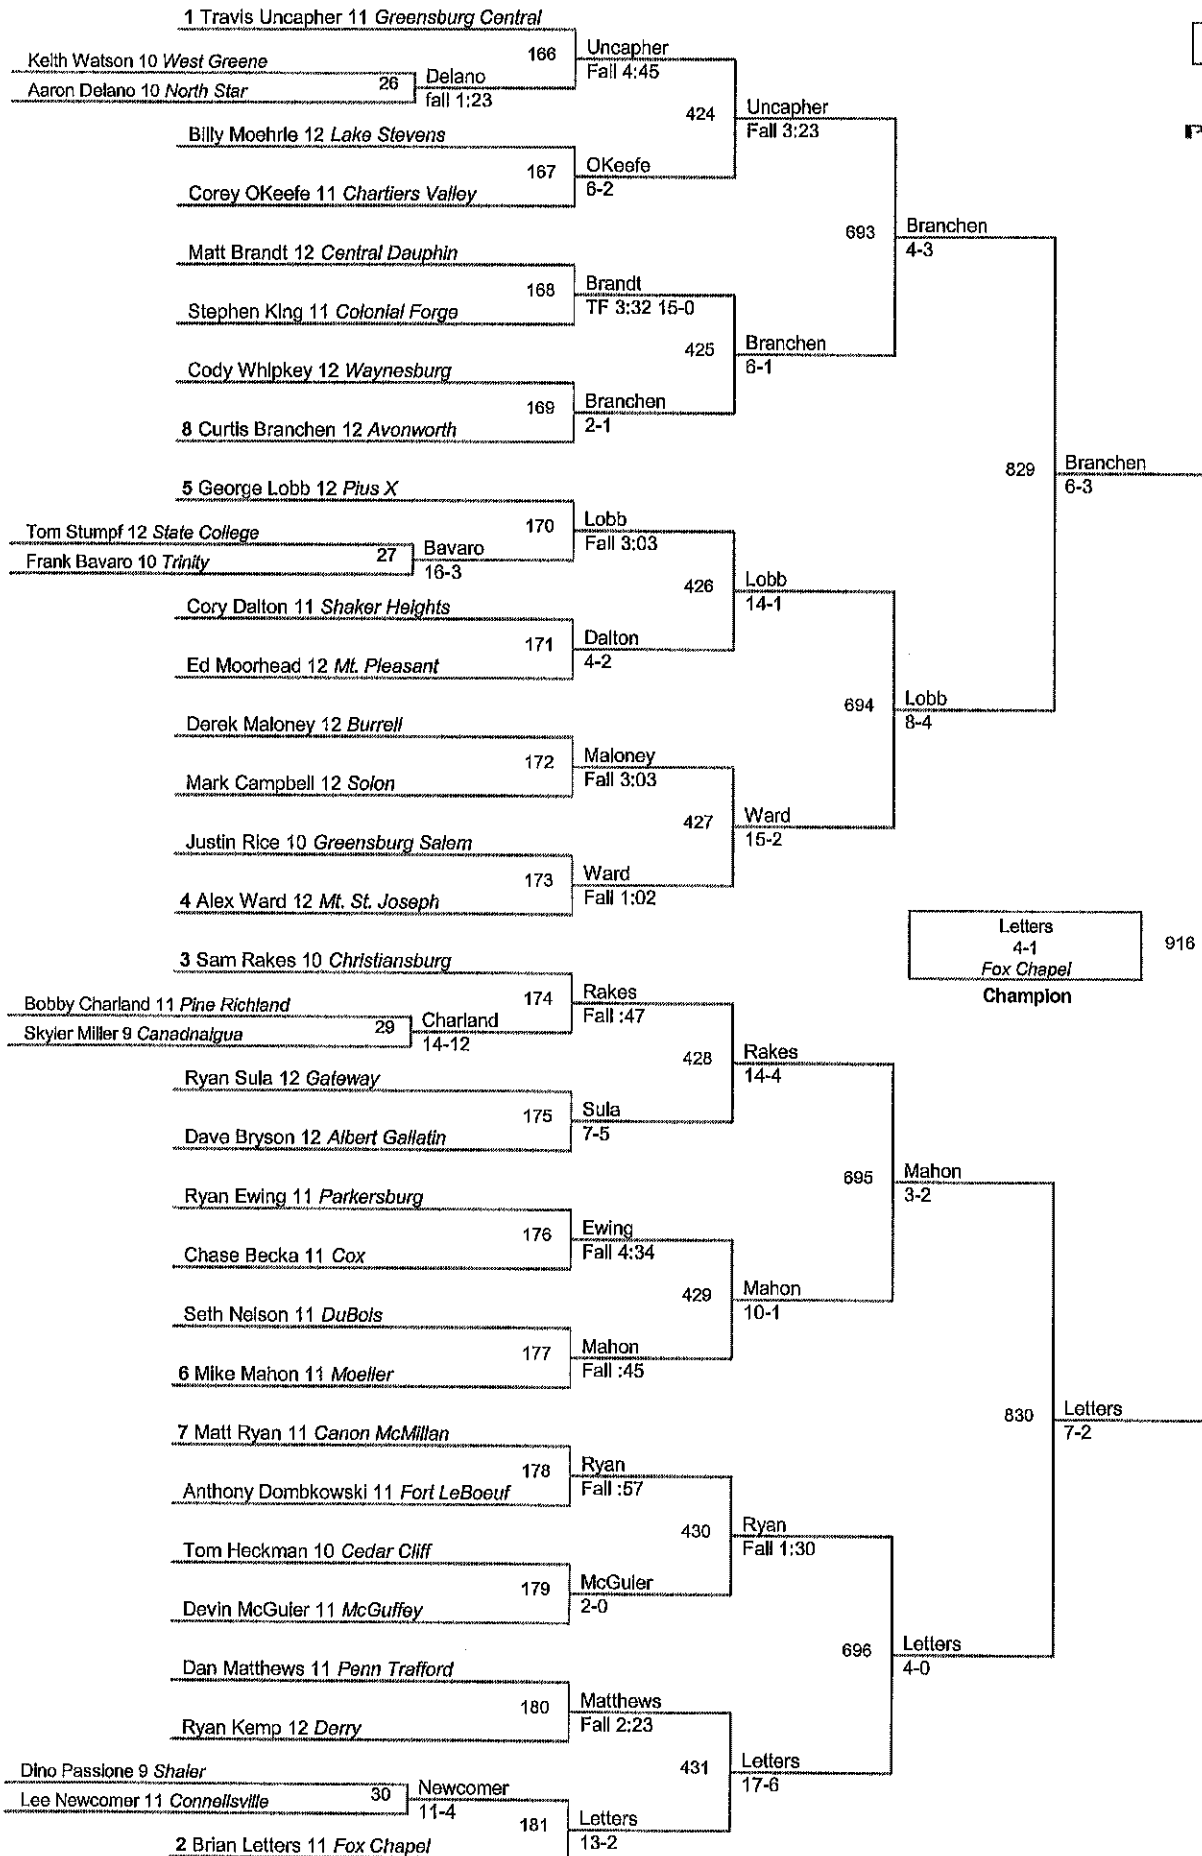 1 Travis Uncapher 11 Greensburg Central
166
Uncapher
Fall 4:45
Keith Watson 10 West Greene
Aaron Delano 10 North Star
26
Delano
fall 1:23
424
Uncapher
Fall 3:23
Billy Moehrle 12 Lake Stevens
167
OKeefe
6-2
Corey OKeefe 11 Chartiers Valley
693
Branchen
4-3
Matt Brandt 12 Central Dauphin
168
Brandt
TF 3:32 15-0
Stephen King 11 Colonial Forge
425
Branchen
6-1
Cody Whipkey 12 Waynesburg
169
Branchen
2-1
8 Curtis Branchen 12 Avonworth
829
Branchen
6-3
5 George Lobb 12 Pius X
170
Lobb
Fall 3:03
Tom Stumpf 12 State College
Frank Bavaro 10 Trinity
27
Bavaro
16-3
426
Lobb
14-1
Cory Dalton 11 Shaker Heights
171
Dalton
4-2
Ed Moorhead 12 Mt. Pleasant
694
Lobb
8-4
Derek Maloney 12 Burrell
172
Maloney
Fall 3:03
Mark Campbell 12 Solon
427
Ward
15-2
Justin Rice 10 Greensburg Salem
173
Ward
Fall 1:02
4 Alex Ward 12 Mt. St. Joseph
Letters
4-1
Fox Chapel
916
Champion
3 Sam Rakes 10 Christiansburg
174
Rakes
Fall :47
Bobby Charland 11 Pine Richland
Skyler Miller 9 Canadnaigua
29
Charland
14-12
428
Rakes
14-4
Ryan Sula 12 Gateway
175
Sula
7-5
Dave Bryson 12 Albert Gallatin
695
Mahon
3-2
Ryan Ewing 11 Parkersburg
176
Ewing
Fall 4:34
Chase Becka 11 Cox
429
Mahon
10-1
Seth Nelson 11 DuBois
177
Mahon
Fall :45
6 Mike Mahon 11 Moeller
830
Letters
7-2
7 Matt Ryan 11 Canon McMillan
178
Ryan
Fall :57
Anthony Dombkowski 11 Fort LeBoeuf
430
Ryan
Fall 1:30
Tom Heckman 10 Cedar Cliff
179
McGuier
2-0
Devin McGuier 11 McGuffey
696
Letters
4-0
Dan Matthews 11 Penn Trafford
180
Matthews
Fall 2:23
Ryan Kemp 12 Derry
431
Letters
17-6
Dino Passione 9 Shaler
Lee Newcomer 11 Connellsville
30
Newcomer
11-4
181
Letters
13-2
2 Brian Letters 11 Fox Chapel